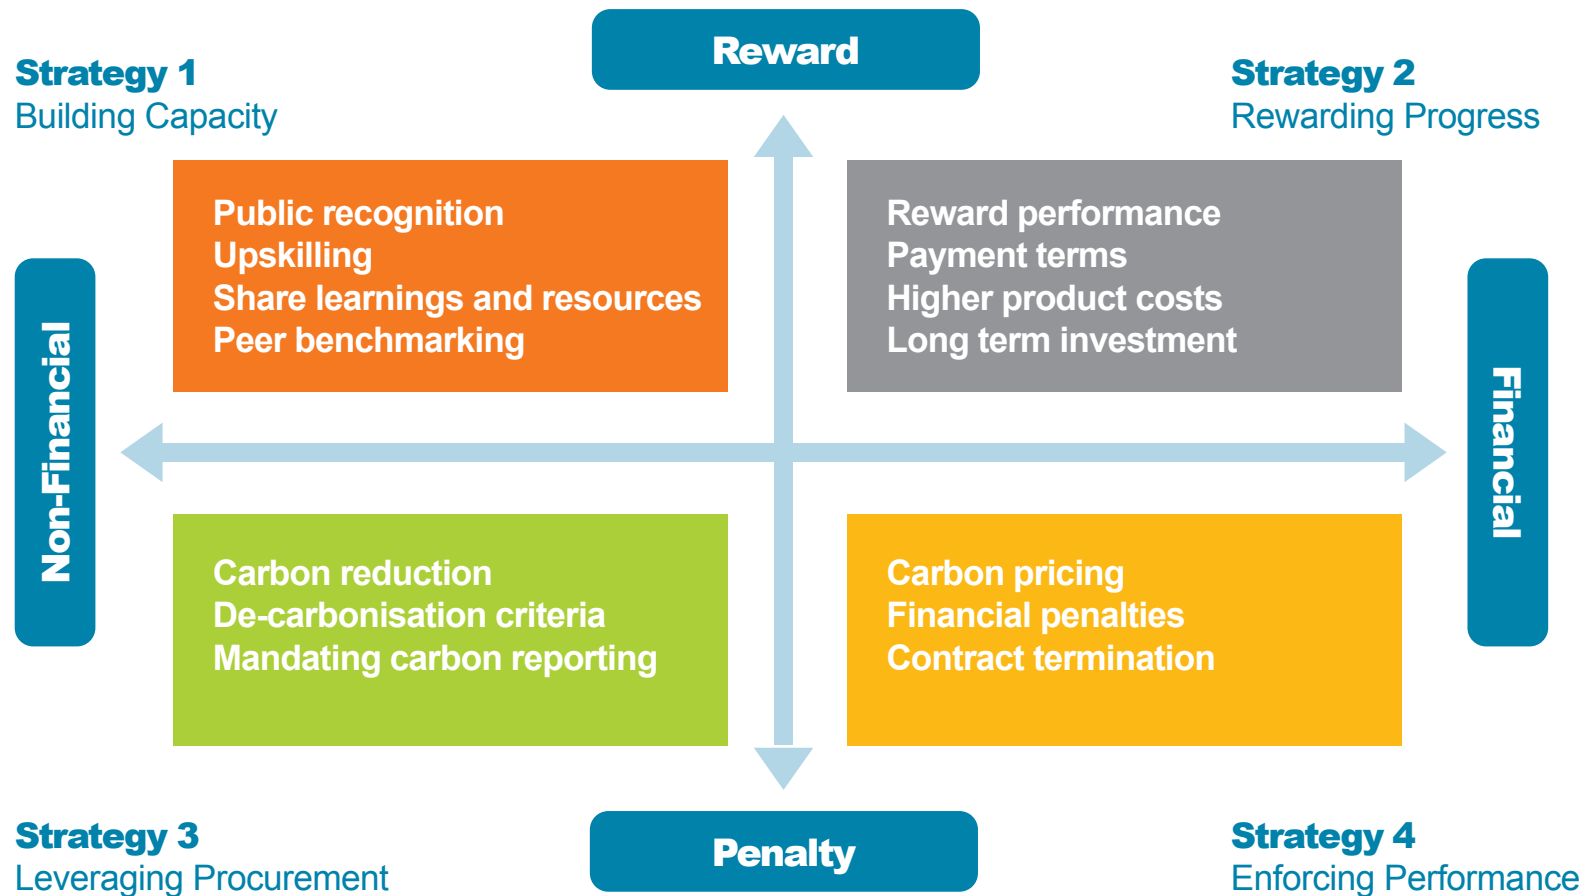 Reward
Strategy 1
Building Capacity
Strategy 2
Rewarding Progress
Public recognition
Upskilling
Share learnings and resources
Peer benchmarking
Reward performance
Payment terms
Higher product costs
Long term investment
Non-Financial
Financial
Carbon reduction
De-carbonisation criteria
Mandating carbon reporting
Carbon pricing
Financial penalties
Contract termination
Strategy 3
Leveraging Procurement
Penalty
Strategy 4
Enforcing Performance